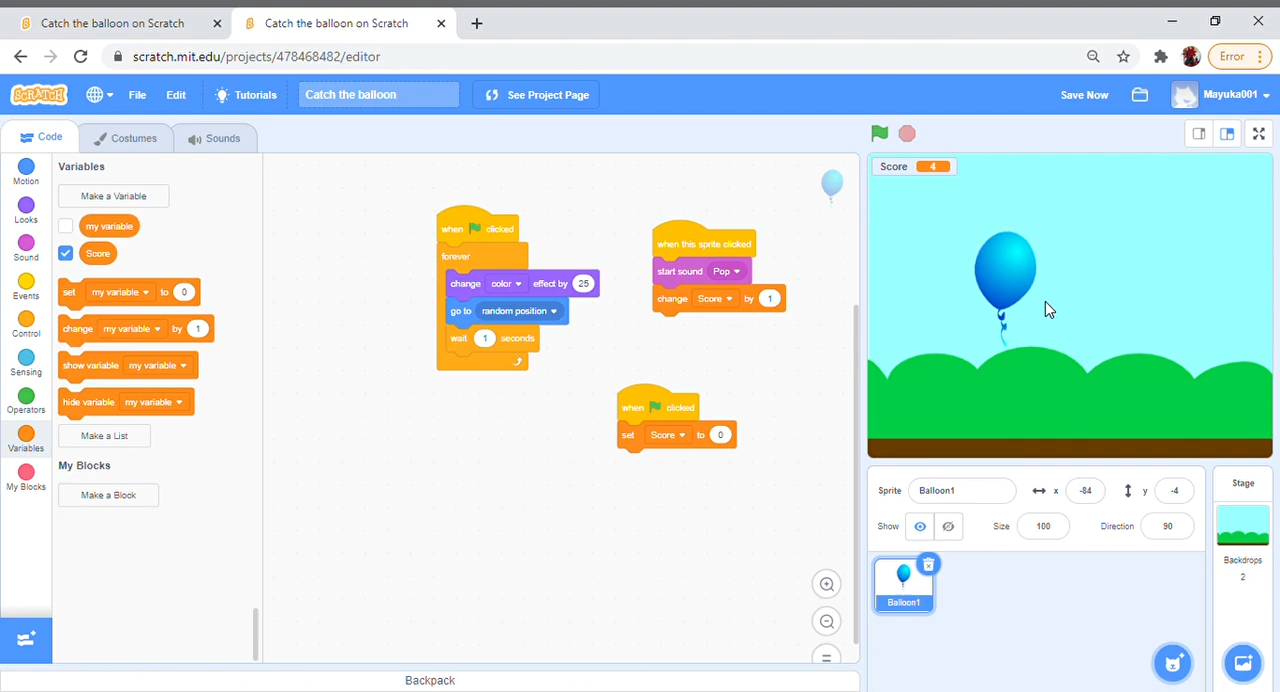 Catch the balloon on Scratch
Catch the balloon on Scratch
scratch.mit.edu/projects/478468482/editor
Error
SCRATCH
File
Edit
Tutorials
Catch the balloon
See Project Page
Save Now
Mayuka001
Code
Costumes
Sounds
Motion
Looks
Sound
Events
Control
Sensing
Operators
Variables
My Blocks
Variables
Make a Variable
my variable
Score
set my variable to 0
change my variable by 1
show variable my variable
hide variable my variable
Make a List
My Blocks
Make a Block
when clicked
forever
change color effect by 25
go to random position
wait 1 seconds
when this sprite clicked
start sound Pop
change Score by 1
when clicked
set Score to 0
Score 4
Sprite Balloon1 x -84 y -4
Show Size 100 Direction 90
Balloon1
Stage
Backdrops
2
Backpack